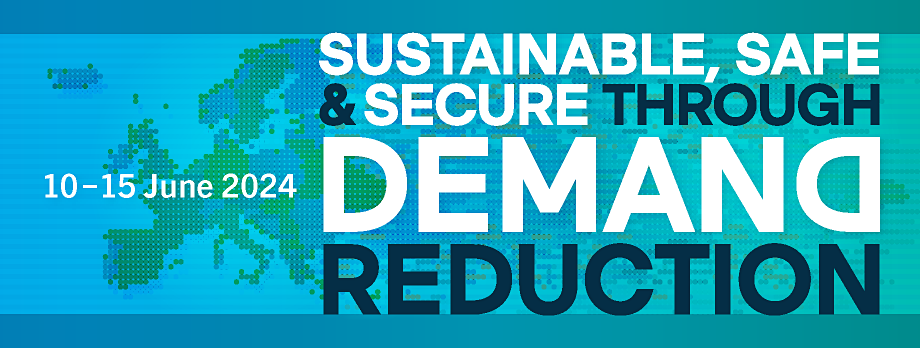 SUSTAINABLE, SAFE
& SECURE THROUGH
DEMAND
REDUCTION
10–15 June 2024